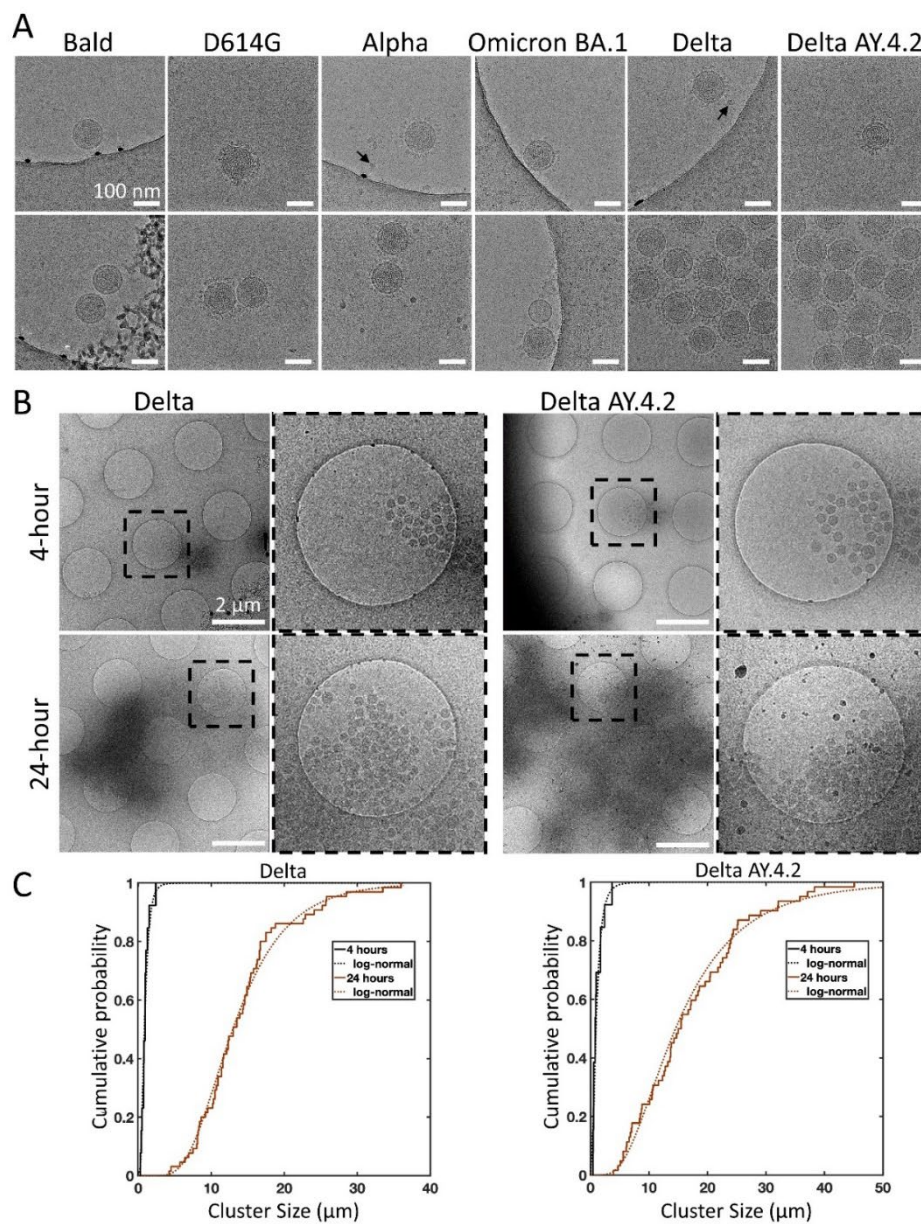 A
Bald D614G Alpha Omicron BA.1 Delta Delta AY.4.2
100 nm
B
Delta Delta AY.4.2
4-hour
2 μm
24-hour
C
Delta
1
0.8
0.6
0.4
0.2
0
Cumulative probability
4 hours
log-normal
24 hours
log-normal
0 10 20 30 40
Cluster Size (μm)
Delta AY.4.2
1
0.8
0.6
0.4
0.2
0
Cumulative probability
4 hours
log-normal
24 hours
log-normal
0 10 20 30 40 50
Cluster Size (μm)